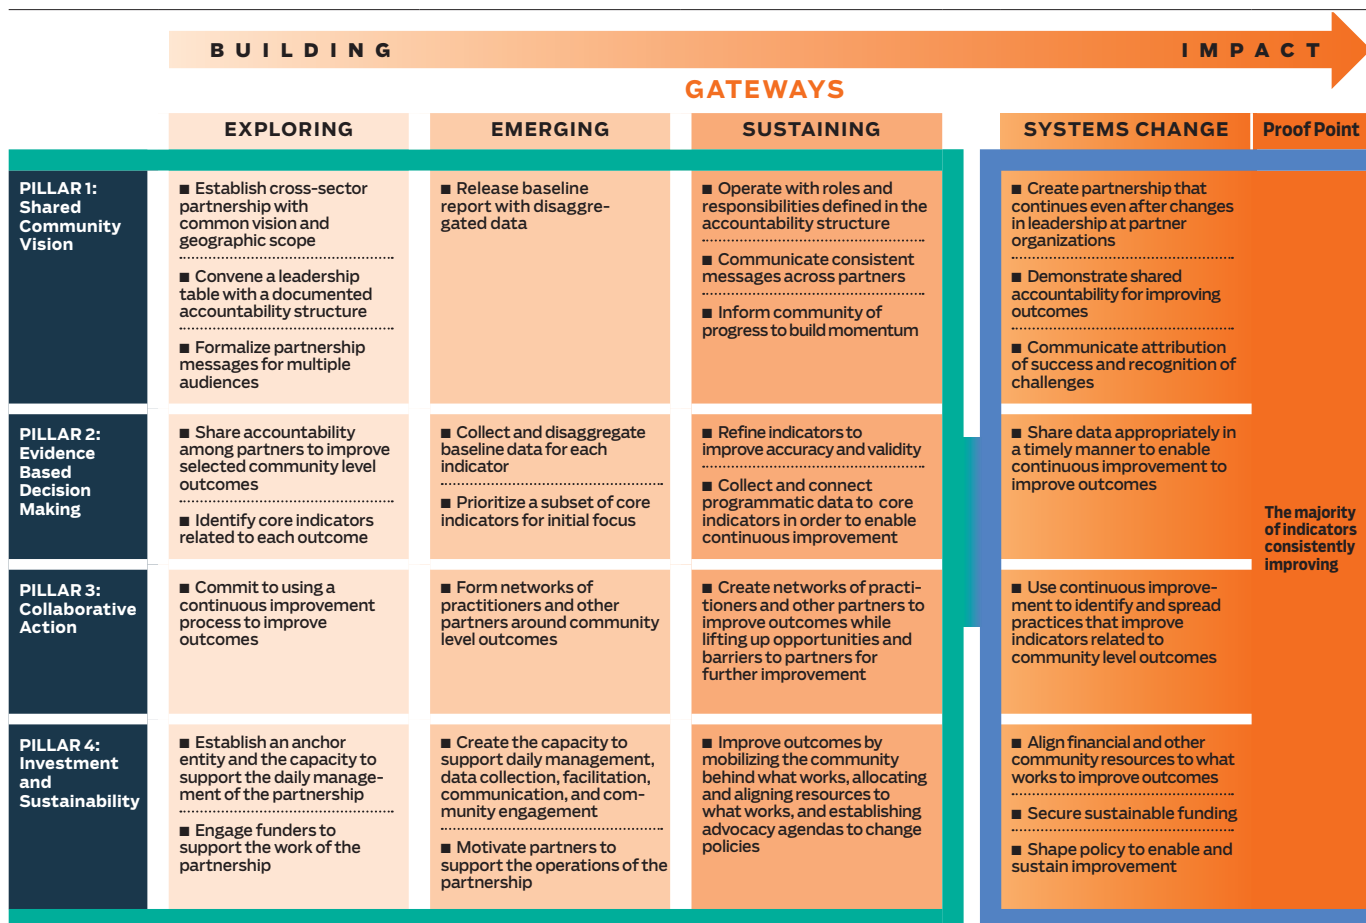 BUILDING IMPACT
GATEWAYS
EXPLORING
EMERGING
SUSTAINING
SYSTEMS CHANGE
Proof Point
PILLAR 1:
Shared
Community
Vision
■ Establish cross-sector
partnership with
common vision and
geographic scope
■ Convene a leadership
table with a documented
accountability structure
■ Formalize partnership
messages for multiple
audiences
■ Release baseline
report with disaggre-
gated data
■ Operate with roles and
responsibilities defined in the
accountability structure
■ Communicate consistent
messages across partners
■ Inform community of
progress to build momentum
■ Create partnership that
continues even after changes
in leadership at partner
organizations
■ Demonstrate shared
accountability for improving
outcomes
■ Communicate attribution
of success and recognition of
challenges
PILLAR 2:
Evidence
Based
Decision
Making
■ Share accountability
among partners to improve
selected community level
outcomes
■ Identify core indicators
related to each outcome
■ Collect and disaggregate
baseline data for each
indicator
■ Prioritize a subset of core
indicators for initial focus
■ Refine indicators to
improve accuracy and validity
■ Collect and connect
programmatic data to core
indicators in order to enable
continuous improvement
■ Share data appropriately in
a timely manner to enable
continuous improvement to
improve outcomes
The majority
of indicators
consistently
improving
PILLAR 3:
Collaborative
Action
■ Commit to using a
continuous improvement
process to improve
outcomes
■ Form networks of
practitioners and other
partners around community
level outcomes
■ Create networks of practi-
tioners and other partners to
improve outcomes while
lifting up opportunities and
barriers to partners for
further improvement
■ Use continuous improve-
ment to identify and spread
practices that improve
indicators related to
community level outcomes
PILLAR 4:
Investment
and
Sustainability
■ Establish an anchor
entity and the capacity to
support the daily manage-
ment of the partnership
■ Engage funders to
support the work of the
partnership
■ Create the capacity to
support daily management,
data collection, facilitation,
communication, and com-
munity engagement
■ Motivate partners to
support the operations of the
partnership
■ Improve outcomes by
mobilizing the community
behind what works, allocating
and aligning resources to
what works, and establishing
advocacy agendas to change
policies
■ Align financial and other
community resources to what
works to improve outcomes
■ Secure sustainable funding
■ Shape policy to enable and
sustain improvement